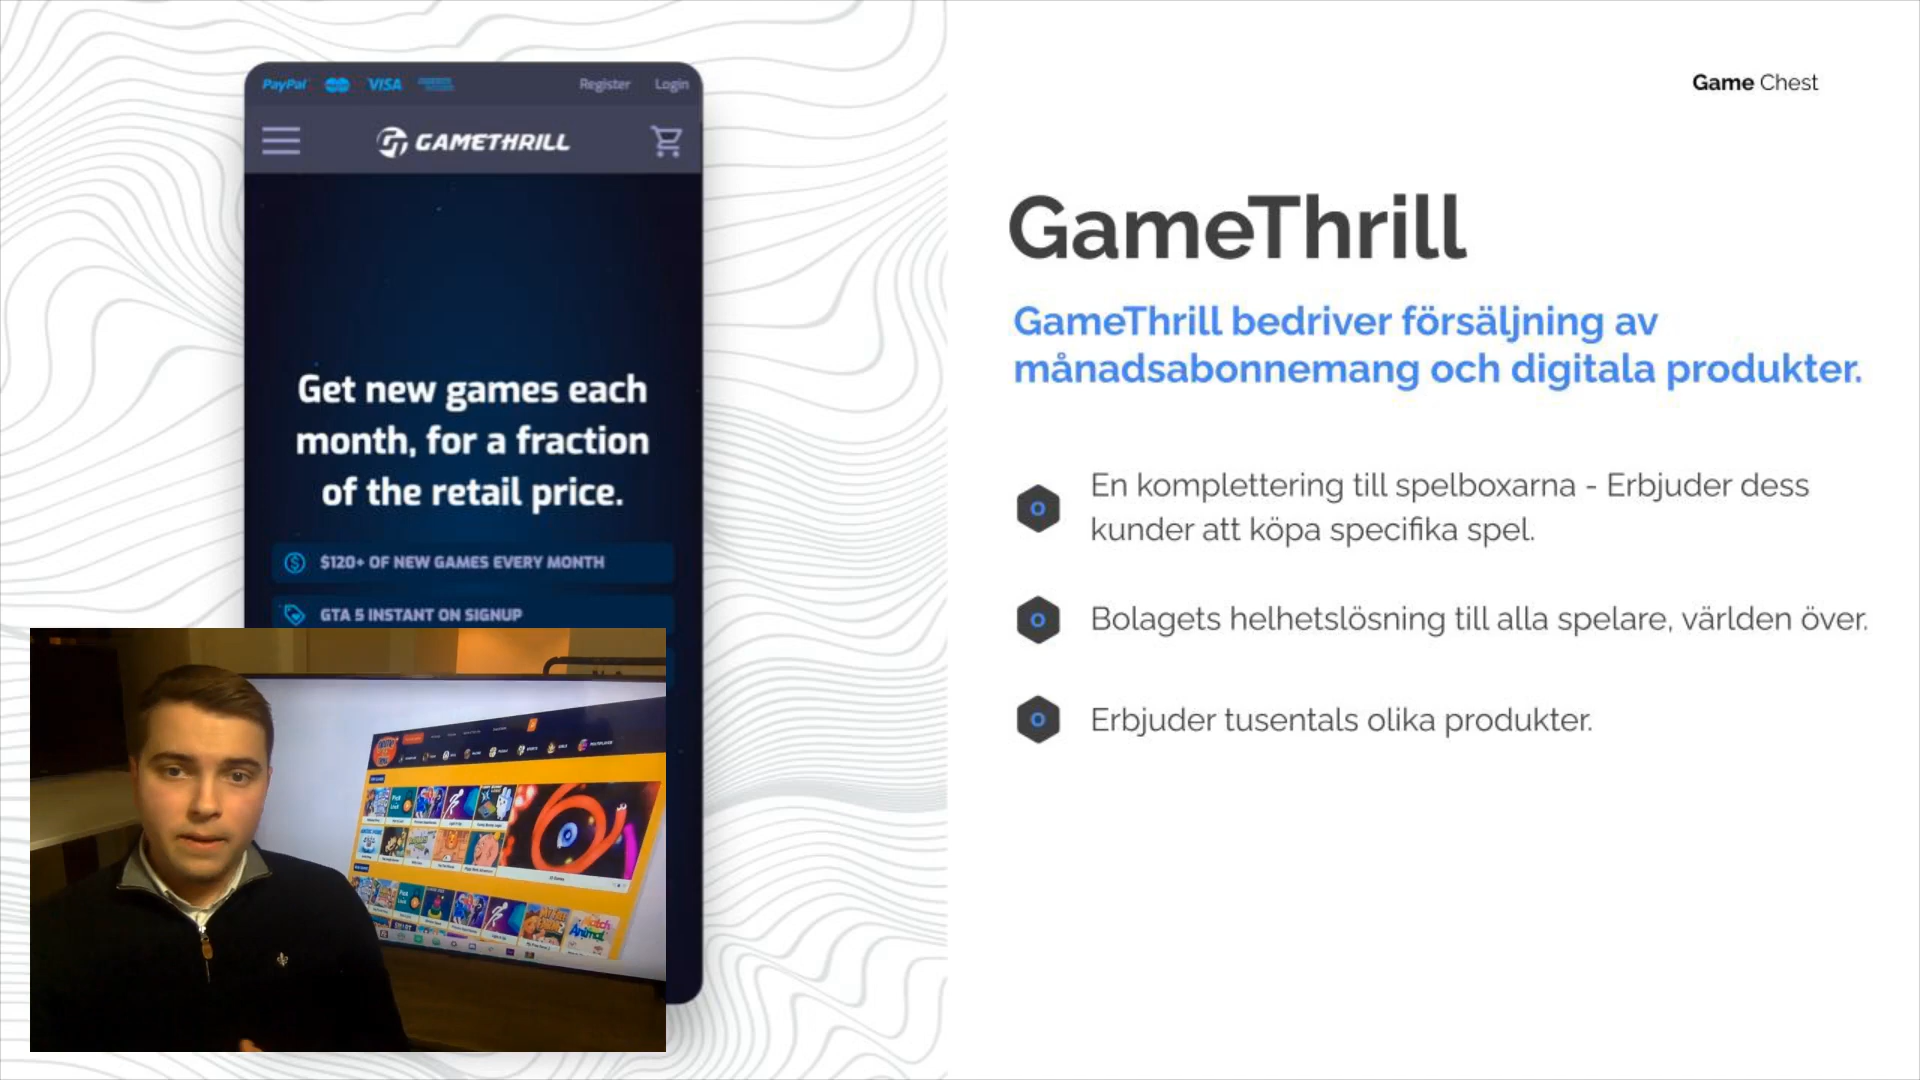 PayPal VISA Register Login
GAMETHRILL
Get new games each
month, for a fraction
of the retail price.
$120+ OF NEW GAMES EVERY MONTH
GTA 5 INSTANT ON SIGNUP
Game Chest
GameThrill
GameThrill bedriver försäljning av
månadsabonnemang och digitala produkter.
En komplettering till spelboxarna - Erbjuder dess
kunder att köpa specifika spel.
Bolagets helhetslösning till alla spelare, världen över.
Erbjuder tusentals olika produkter.